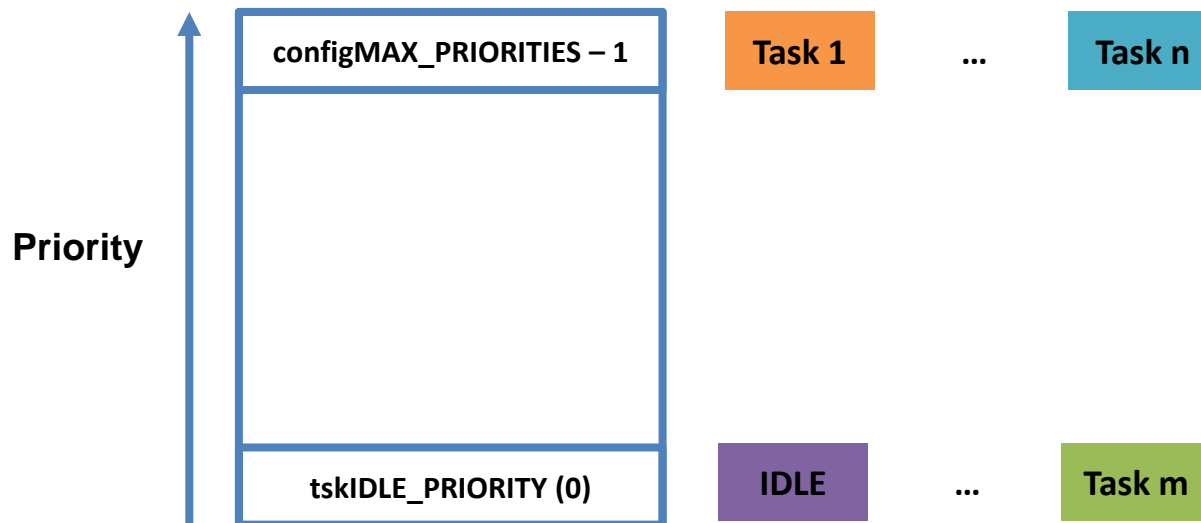 configMAX_PRIORITIES – 1
Task 1
...
Task n
Priority
tskIDLE_PRIORITY (0)
IDLE
...
Task m